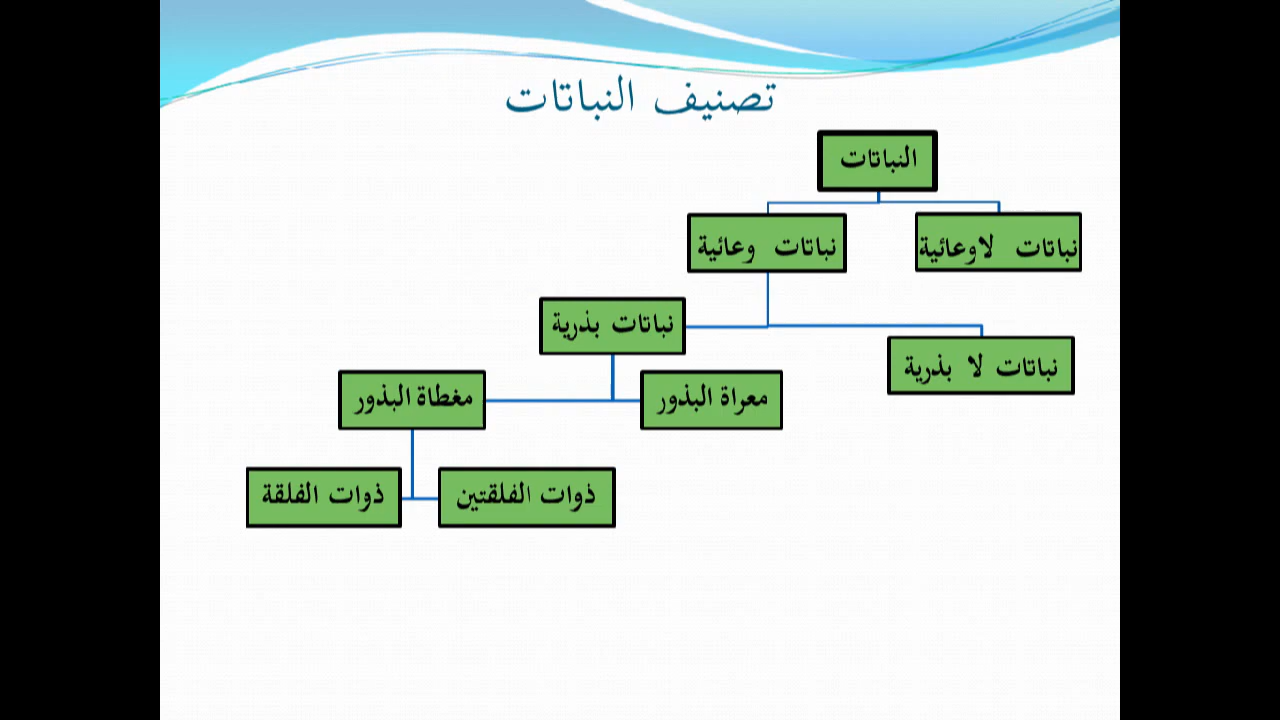 تصنيف النباتات
النباتات
نباتات لاوعائية
نباتات وعائية
نباتات بذرية
نباتات لا بذرية
معراة البذور
مغطاة البذور
ذوات الفلقتين
ذوات الفلقة